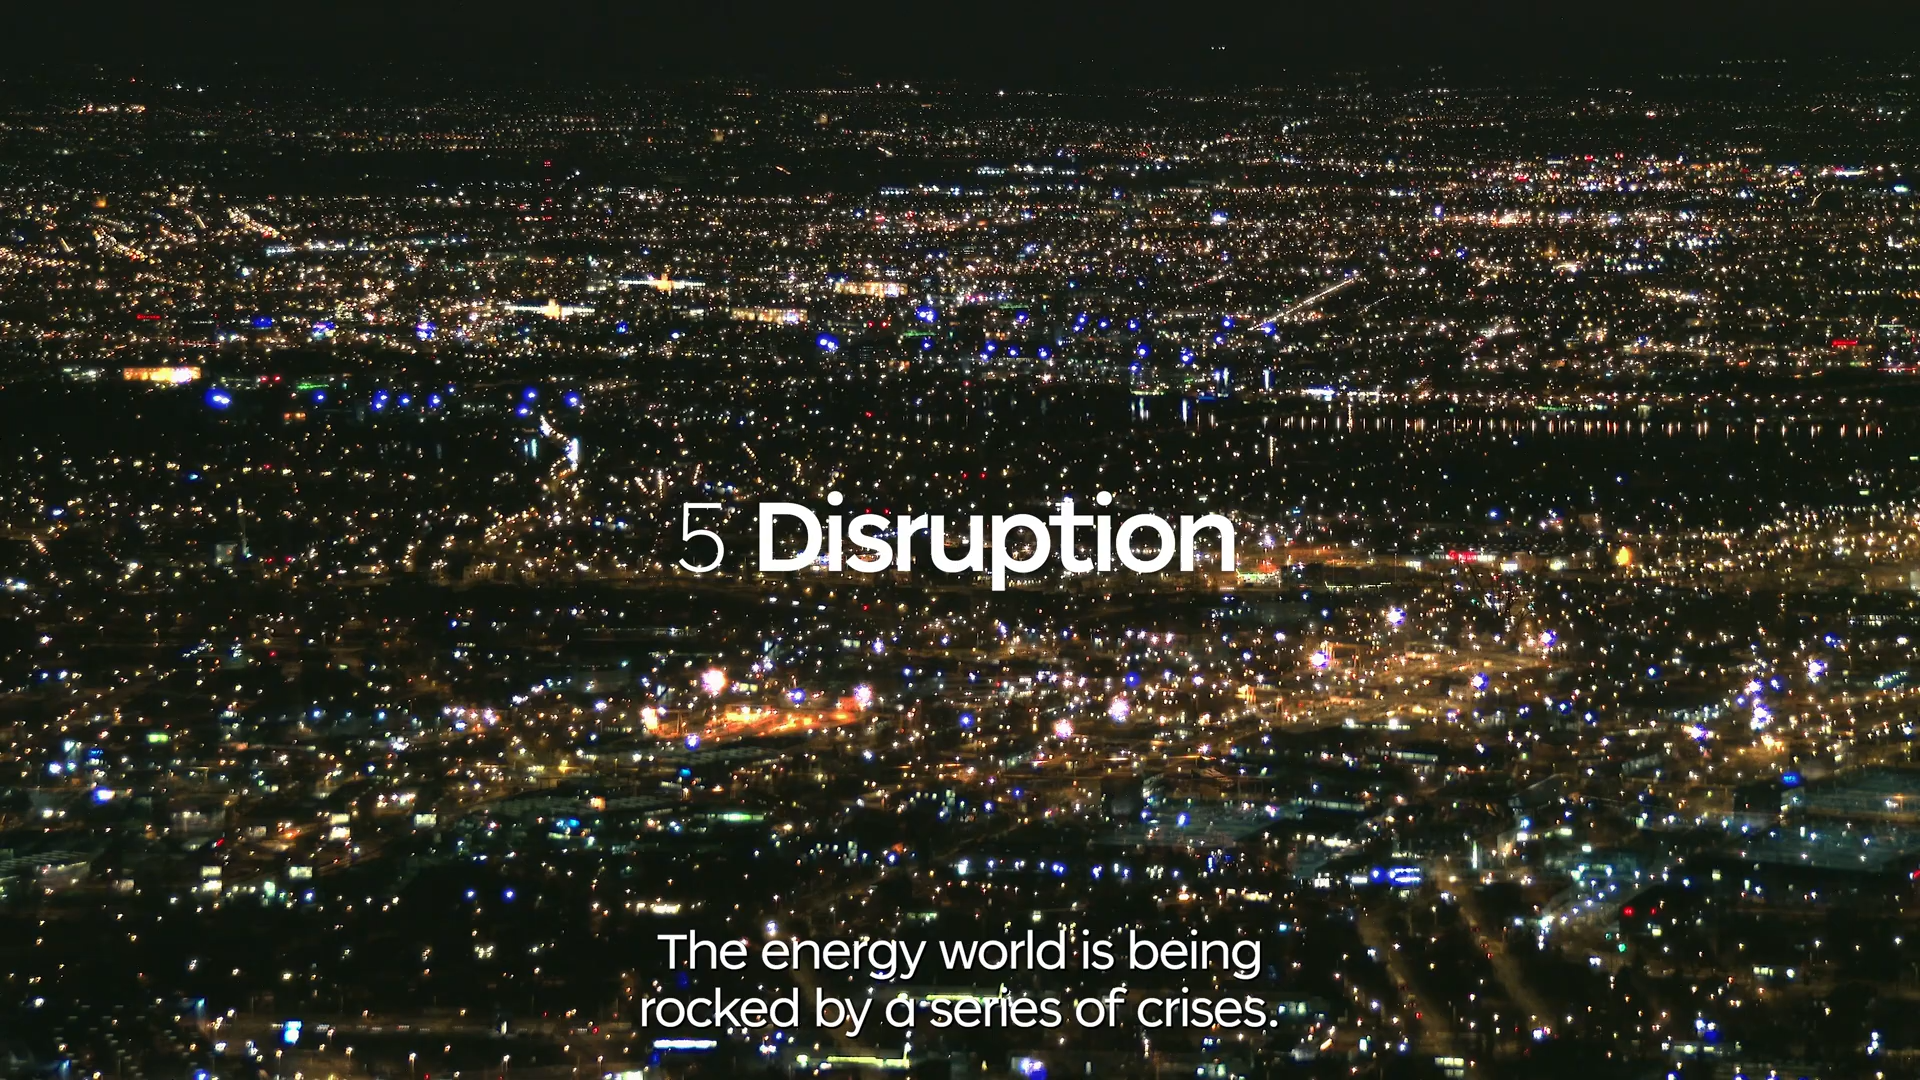 5 Disruption
The energy world is being
rocked by a series of crises.